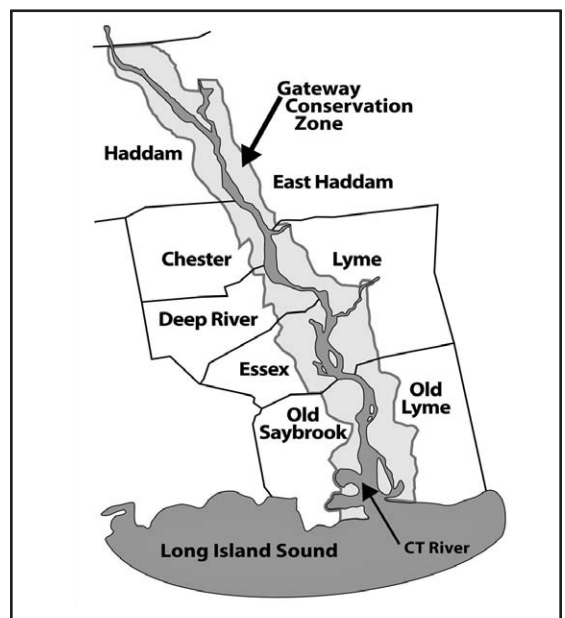 Gateway
Conservation
Zone
Haddam
East Haddam
Chester
Lyme
Deep River
Essex
Old
Lyme
Old
Saybrook
Long Island Sound
CT River